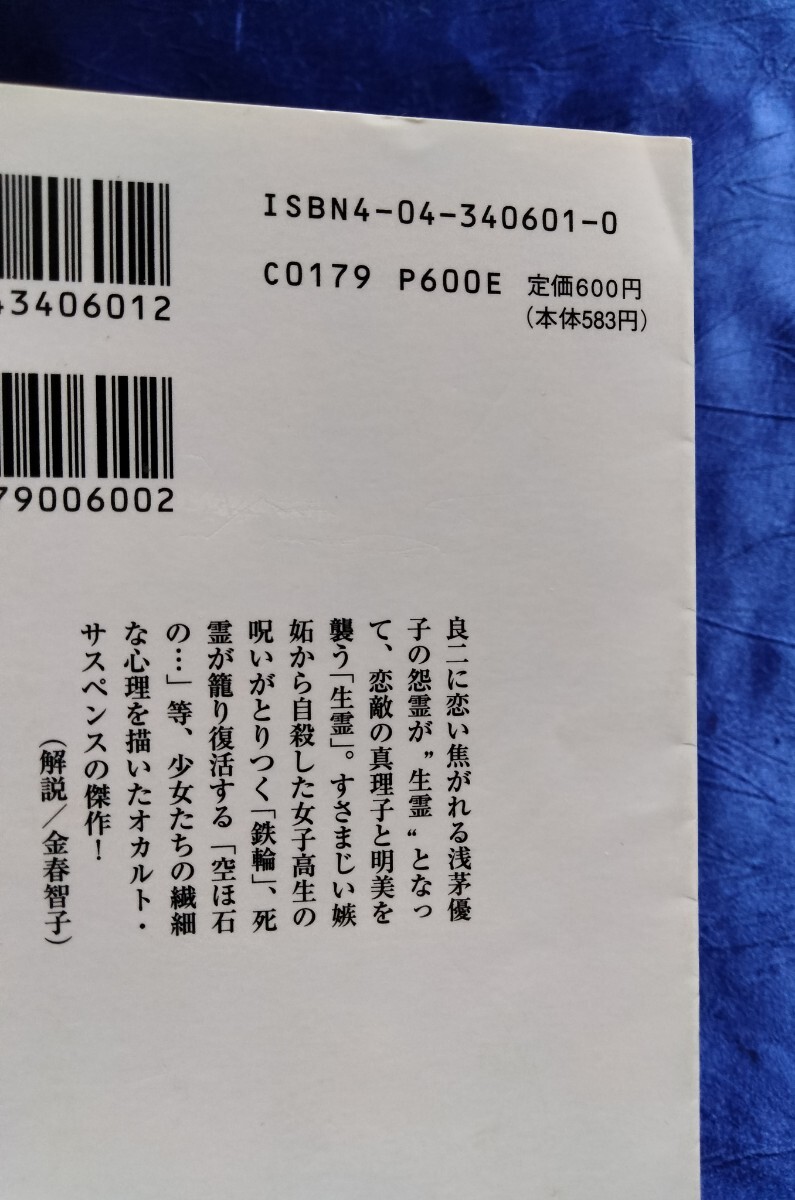 ISBN4-04-340601-0
C0179 P600E 定価600円
(本体583円)
43406012
79006002
良二に恋い焦がれる浅茅優
子の怨霊が〟生霊〝となっ
て、恋敵の真理子と明美を
襲う「生霊」。すさまじい嫉
妬から自殺した女子高生の
呪いがとりつく「鉄輪」、死
霊が籠り復活する「空ほ石
の…」等、少女たちの繊細
な心理を描いたオカルト・
サスペンスの傑作！
(解説／金春智子)